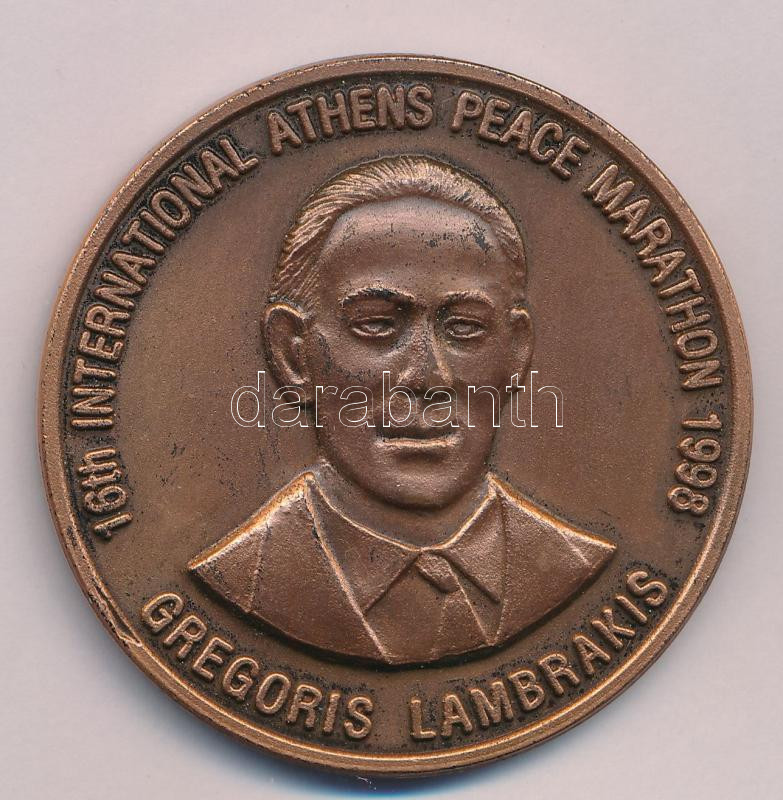 16th INTERNATIONAL ATHENS PEACE MARATHON 1998
darabanth
GREGORIS LAMBRAKIS